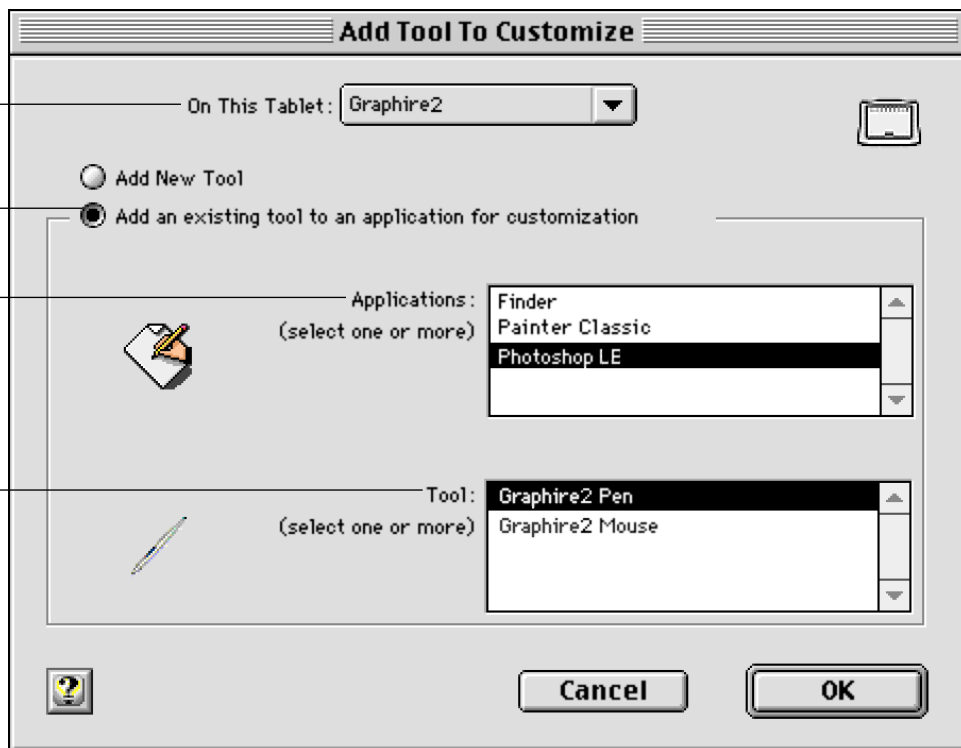 Add Tool To Customize
On This Tablet: Graphire2
Add New Tool
Add an existing tool to an application for customization
Applications:
(select one or more)
Finder
Painter Classic
Photoshop LE
Tool:
(select one or more)
Graphire2 Pen
Graphire2 Mouse
?
Cancel
OK